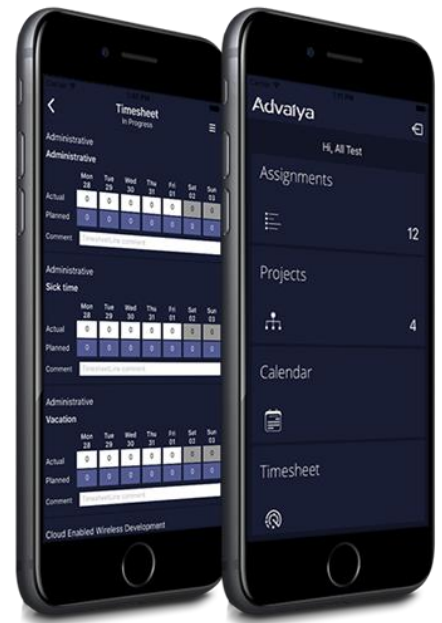 Timesheet
In Progress
Administrative
Administrative
Mon Tue Wed Thu Fri Sat Sun
28 29 30 31 01 02 03
Actual 0 0 0 0 0 0 0
Planned 0 0 0 0 0 0 0
Comment TimesheetLine comment
Administrative
Sick time
Mon Tue Wed Thu Fri Sat Sun
28 29 30 31 01 02 03
Actual 0 0 0 0 0 0 0
Planned 0 0 0 0 0 0 0
Comment TimesheetLine comment
Administrative
Vacation
Mon Tue Wed Thu Fri Sat Sun
28 29 30 31 01 02 03
Actual 0 0 0 0 0 0 0
Planned 0 0 0 0 0 0 0
Comment TimesheetLine comment
Cloud Enabled Wireless Development
Advaiya
Hi, All Test
Assignments
12
Projects
4
Calendar
Timesheet